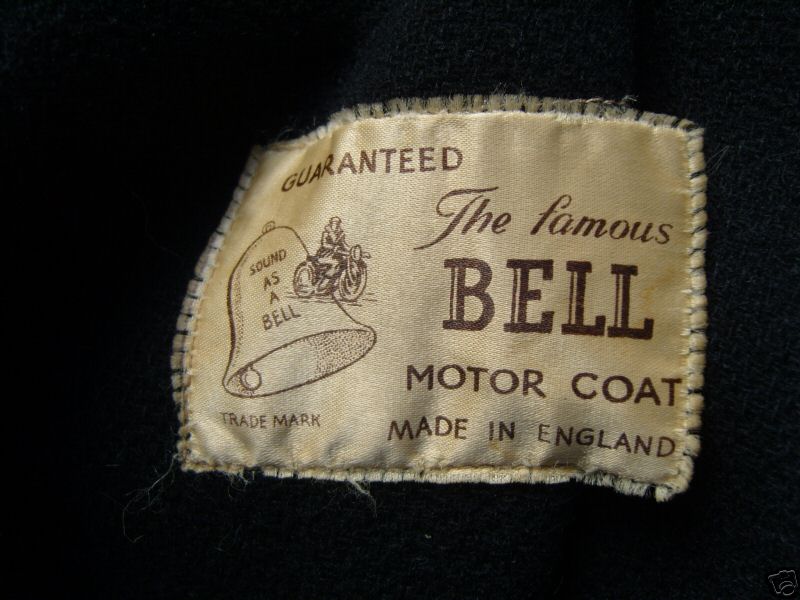 GUARANTEED
The famous
BELL
MOTOR COAT
MADE IN ENGLAND
SOUND
AS
A
BELL
TRADE MARK